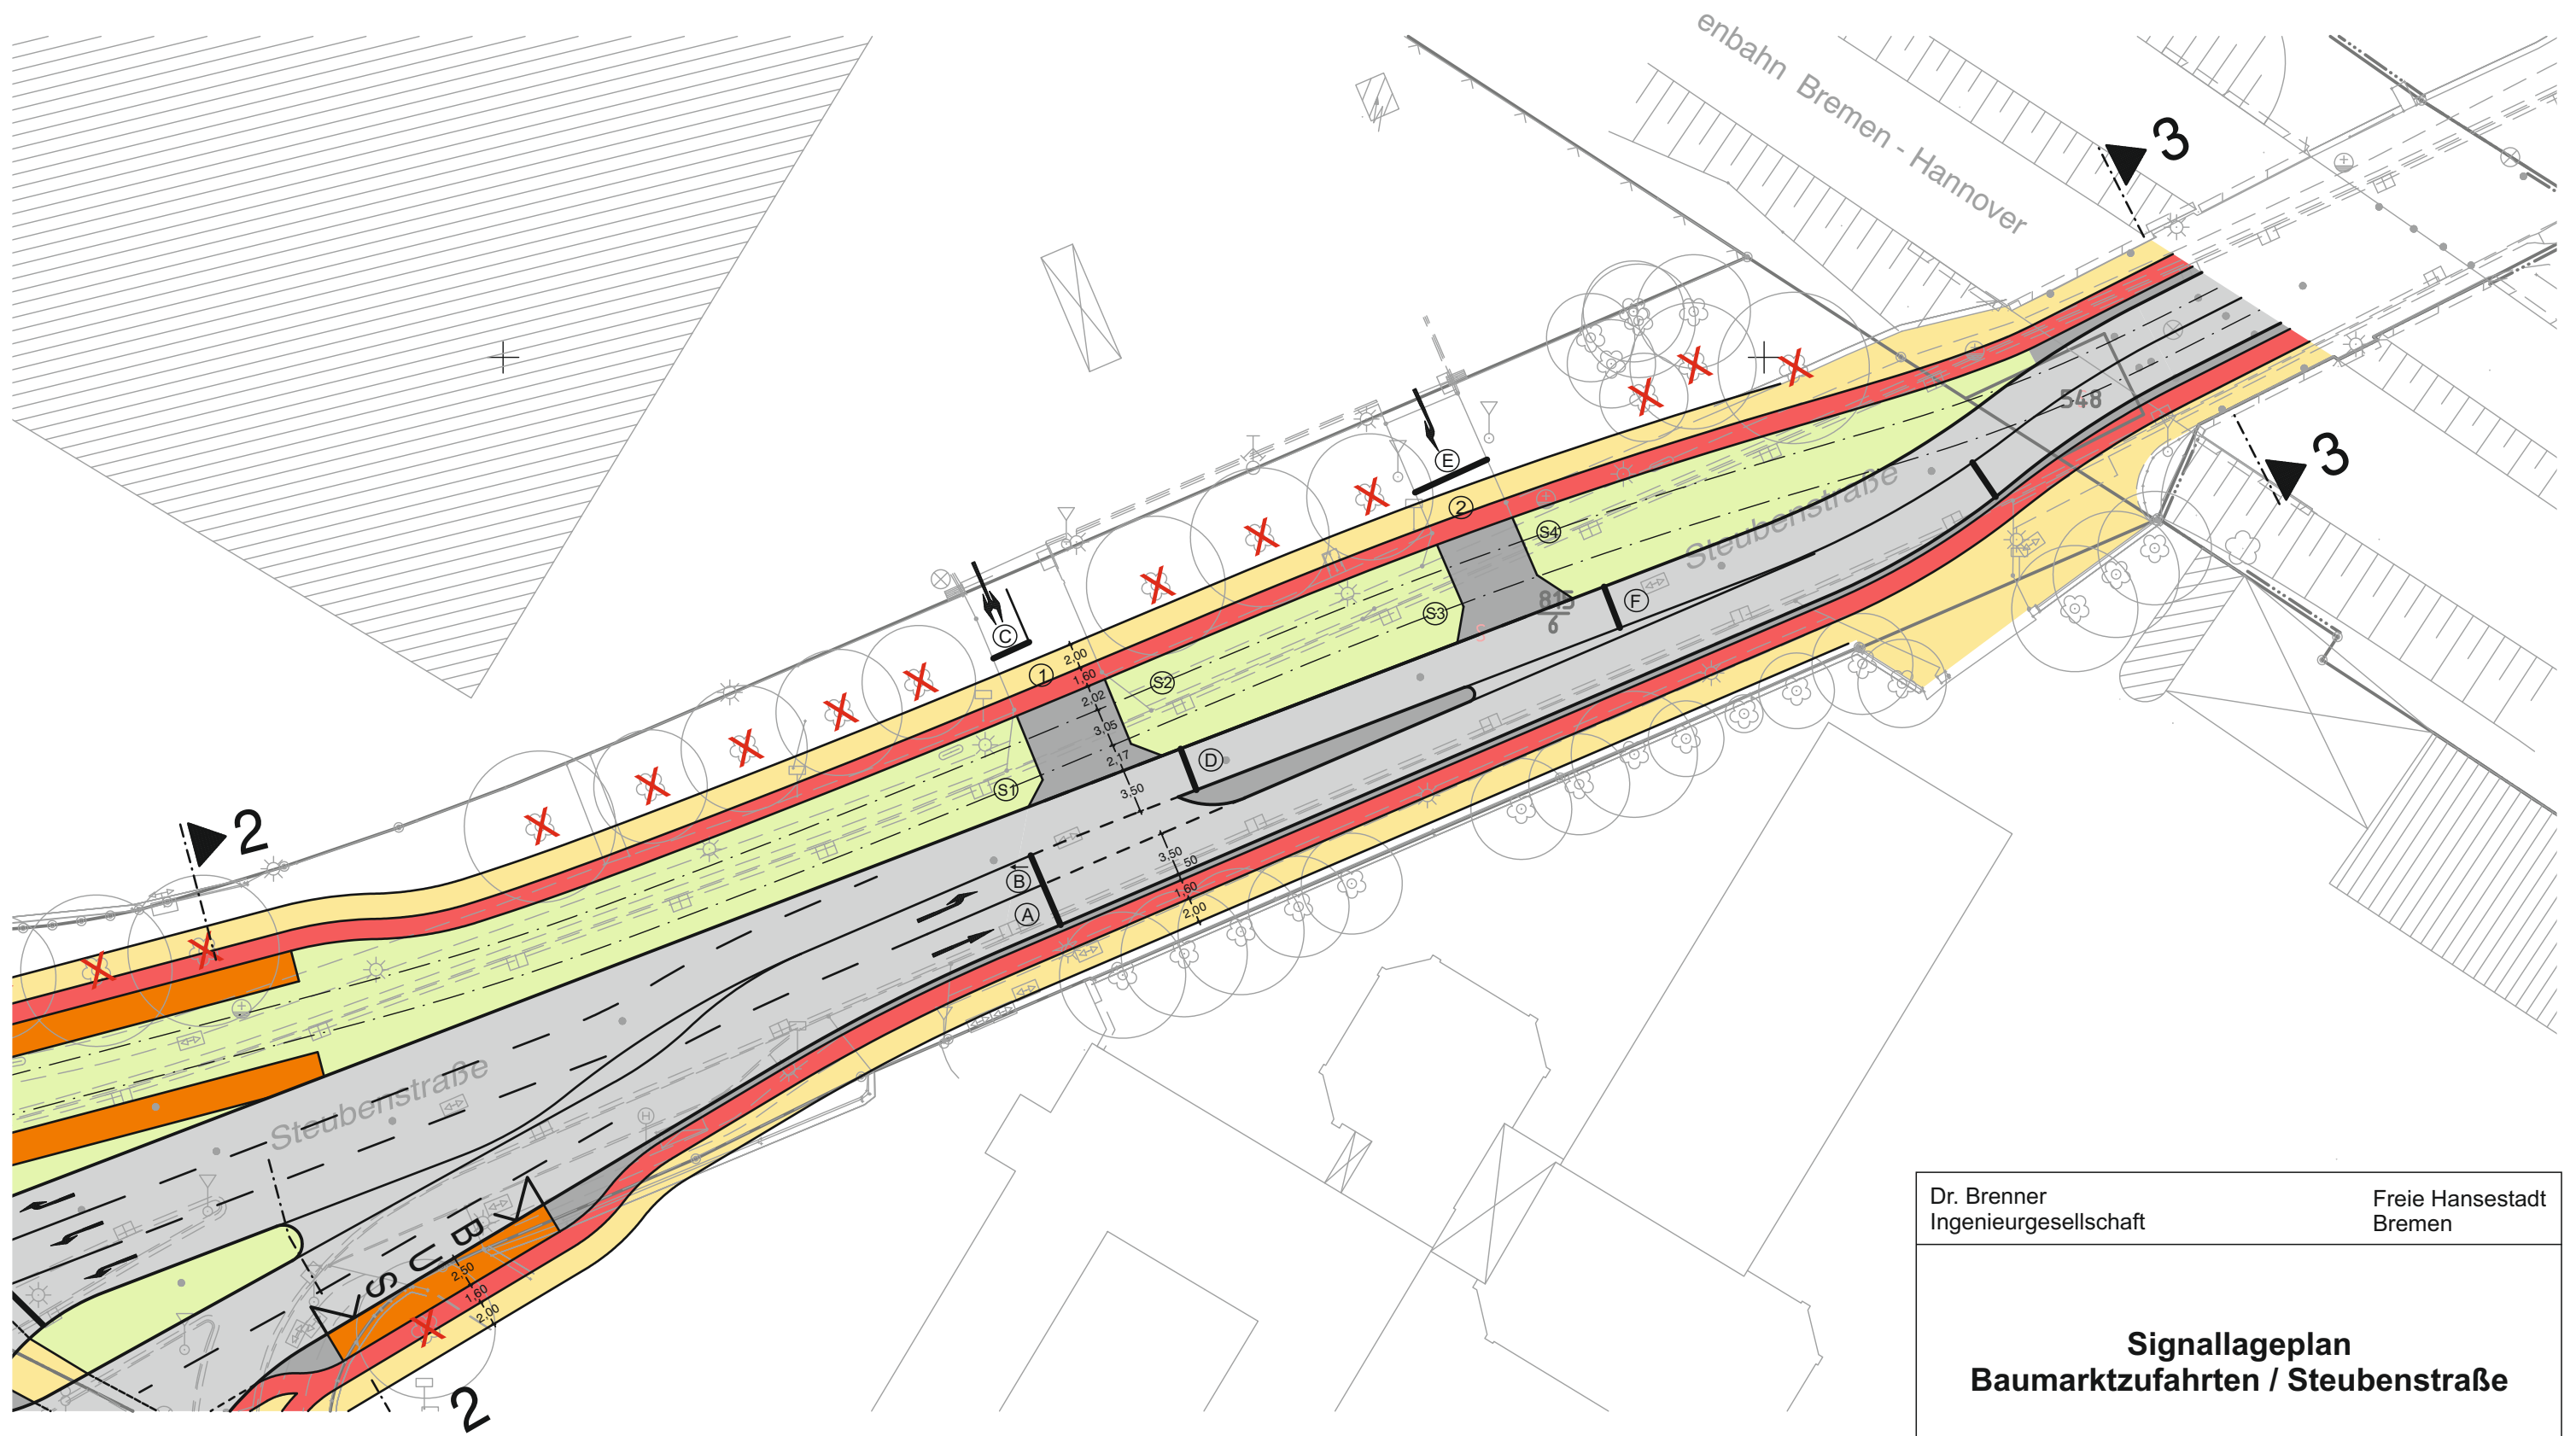 enbahn Bremen - Hannover
3
3
548
E
2
S4
Steubenstraße
C
S3
815
6
F
S
1
2,00
1,60
2,02
3,05
2,17
3,50
S2
D
S1
2
B
A
3,50
50
1,60
2,00
Steubenstraße
H
BUS
2,50
1,60
2,00
2
Dr. Brenner
Ingenieurgesellschaft
Freie Hansestadt
Bremen
Signallageplan
Baumarktzufahrten / Steubenstraße